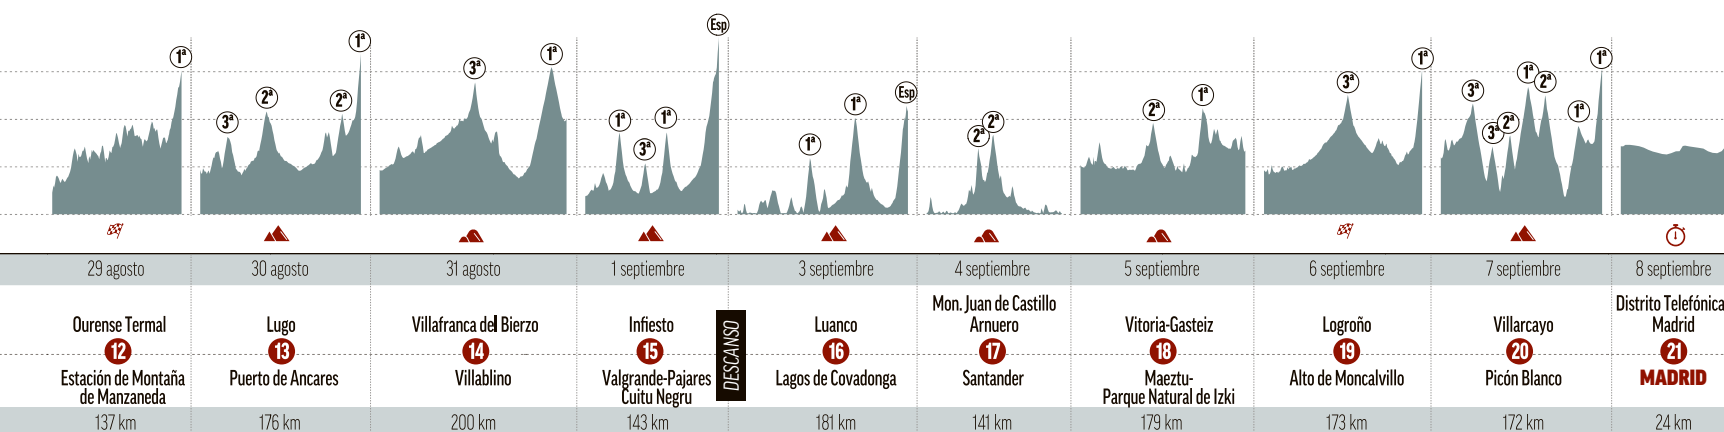 1ª
3ª
2ª
2ª
1ª
3ª
1ª
1ª
3ª
1ª
Esp
1ª
1ª
Esp
2ª
2ª
2ª
1ª
3ª
1ª
3ª
3ª
2ª
1ª
2ª
1ª
1ª
29 agosto
30 agosto
31 agosto
1 septiembre
3 septiembre
4 septiembre
5 septiembre
6 septiembre
7 septiembre
8 septiembre
Ourense Termal
12
Estación de Montaña
de Manzaneda
137 km
Lugo
13
Puerto de Ancares
176 km
Villafranca del Bierzo
14
Villablino
200 km
Infiesto
15
Valgrande-Pajares
Cuitu Negru
143 km
DESCANSO
Luanco
16
Lagos de Covadonga
181 km
Mon. Juan de Castillo
Arnuero
17
Santander
141 km
Vitoria-Gasteiz
18
Maeztu-
Parque Natural de Izki
179 km
Logroño
19
Alto de Moncalvillo
173 km
Villarcayo
20
Picón Blanco
172 km
Distrito Telefónica
Madrid
21
MADRID
24 km